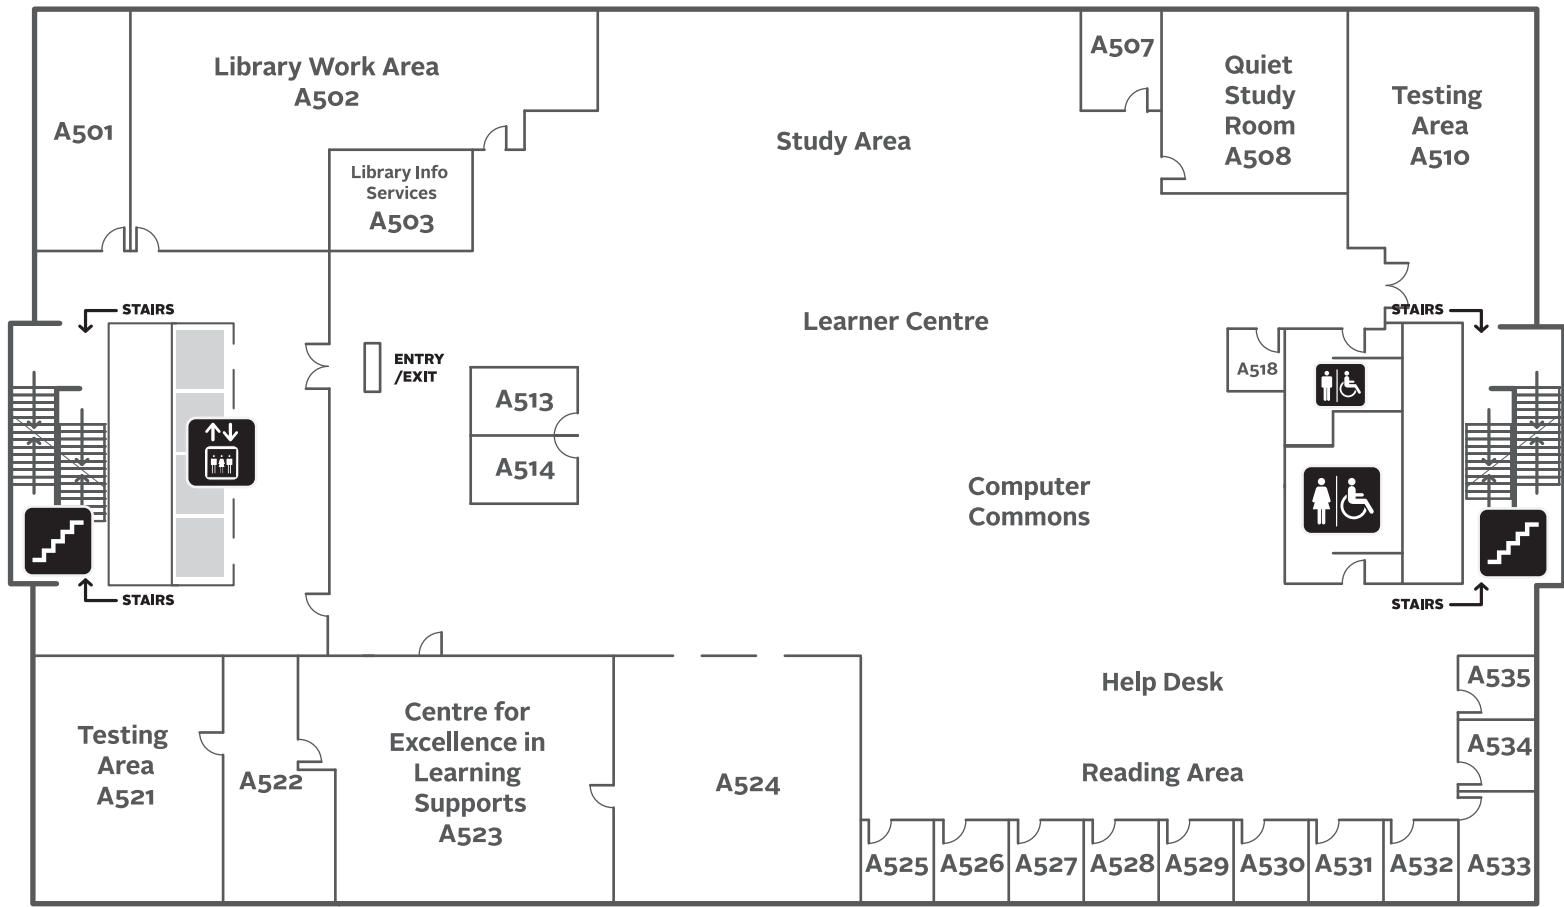 A501
Library Work Area
A502
Library Info
Services
A503
Study Area
A507
Quiet
Study
Room
A508
Testing
Area
A510
STAIRS
Learner Centre
STAIRS
ENTRY
/EXIT
A513
A514
A518
Computer
Commons
STAIRS
STAIRS
Testing
Area
A521
A522
Centre for
Excellence in
Learning
Supports
A523
A524
Help Desk
Reading Area
A535
A534
A525
A526
A527
A528
A529
A530
A531
A532
A533